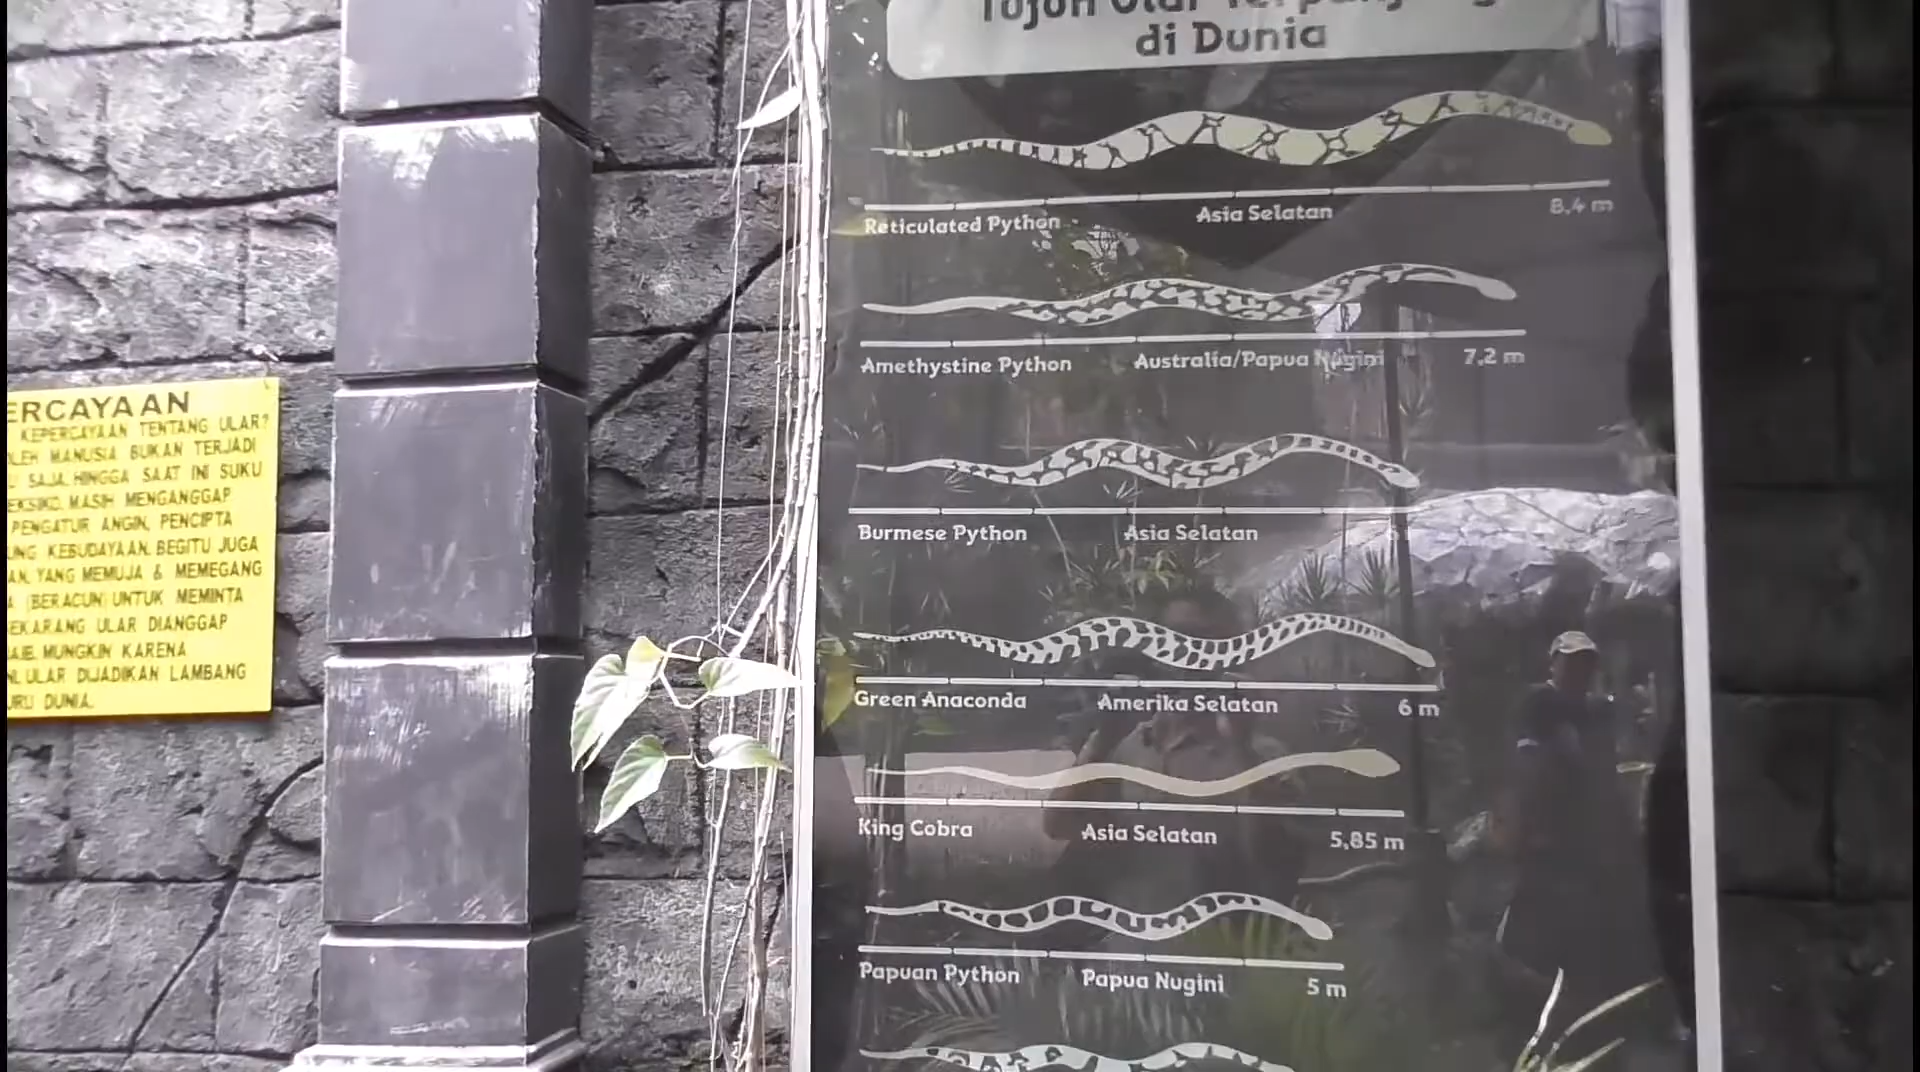 ERCAYAAN
KEPERCAYAAN TENTANG ULAR?
OLEH MANUSIA BUKAN TERJADI
U SAJA. HINGGA SAAT INI SUKU
EKSIKO MASIH MENGANGGAP
PENGATUR ANGIN, PENCIPTA
UNG KEBUDAYAAN. BEGITU JUGA
AN, YANG MEMUJA & MEMEGANG
A (BERACUN) UNTUK MEMINTA
EKARANG ULAR DIANGGAP
MUNGKIN KARENA
ULAR DIJADIKAN LAMBANG
URU DUNIA.
di Dunia
Reticulated Python Asia Selatan 8,4 m
Amethystine Python Australia/Papua Nugini 7,2 m
Burmese Python Asia Selatan
Green Anaconda Amerika Selatan 6 m
King Cobra Asia Selatan 5,85 m
Papuan Python Papua Nugini 5 m